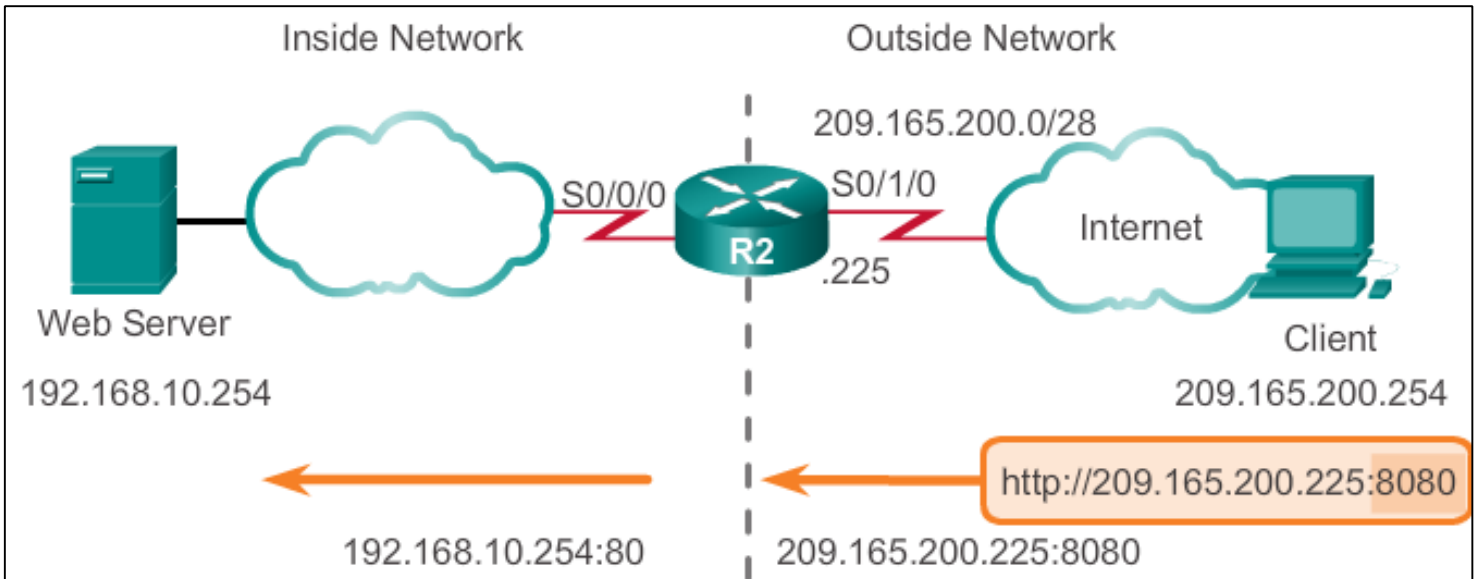 Inside Network
Outside Network
209.165.200.0/28
S0/0/0
S0/1/0
R2
.225
Internet
Web Server
192.168.10.254
Client
209.165.200.254
http://209.165.200.225:8080
192.168.10.254:80
209.165.200.225:8080